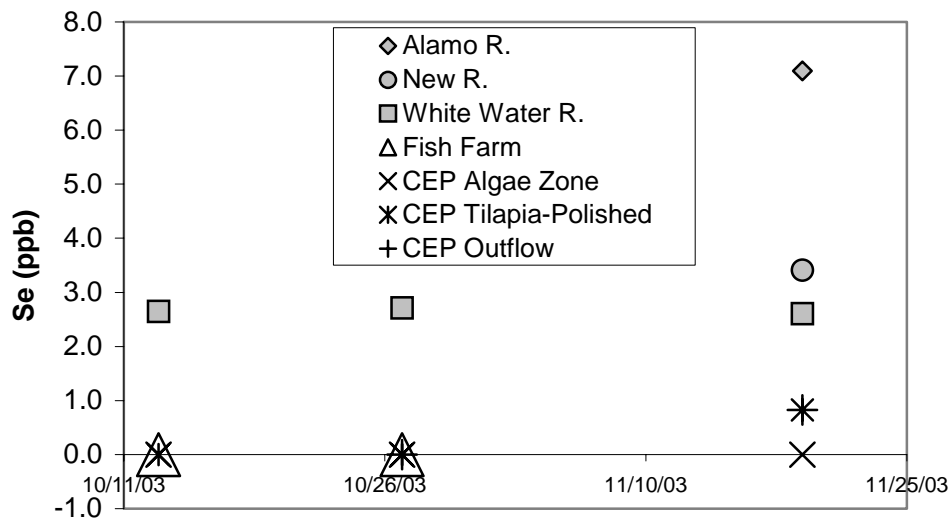 8.0
7.0
6.0
5.0
4.0
3.0
2.0
1.0
0.0
-1.0
Se (ppb)
Alamo R.
New R.
White Water R.
Fish Farm
CEP Algae Zone
CEP Tilapia-Polished
CEP Outflow
10/11/03 10/26/03 11/10/03 11/25/03